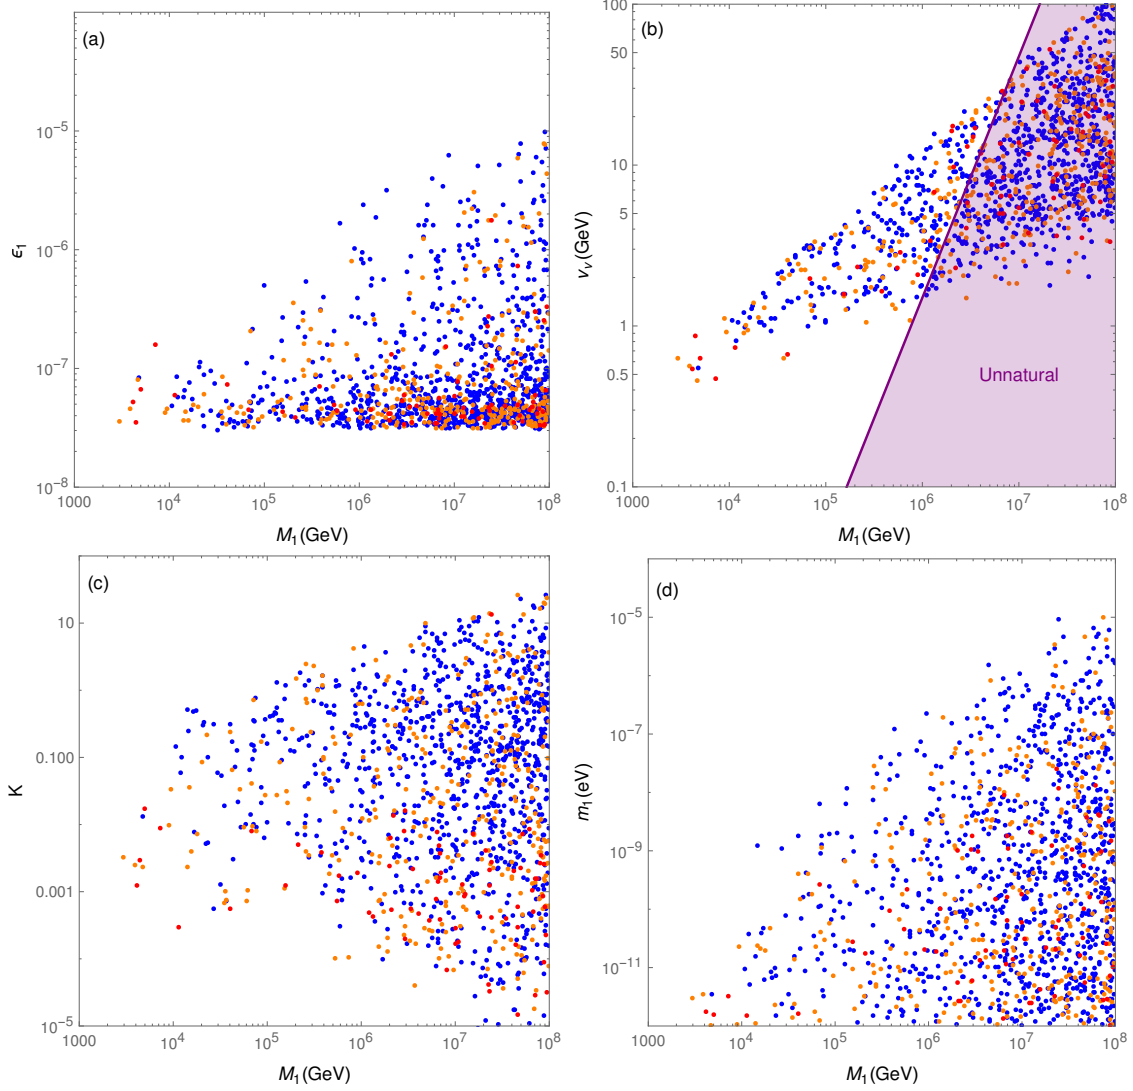 (a)
10⁻⁵
10⁻⁶
10⁻⁷
10⁻⁸
ϵ₁
1000 10⁴ 10⁵ 10⁶ 10⁷ 10⁸
M₁(GeV)
(b)
100
50
10
5
1
0.5
0.1
vᵥ(GeV)
Unnatural
1000 10⁴ 10⁵ 10⁶ 10⁷ 10⁸
M₁(GeV)
(c)
10
0.100
0.001
10⁻⁵
K
1000 10⁴ 10⁵ 10⁶ 10⁷ 10⁸
M₁(GeV)
(d)
10⁻⁵
10⁻⁷
10⁻⁹
10⁻¹¹
m₁(eV)
1000 10⁴ 10⁵ 10⁶ 10⁷ 10⁸
M₁(GeV)